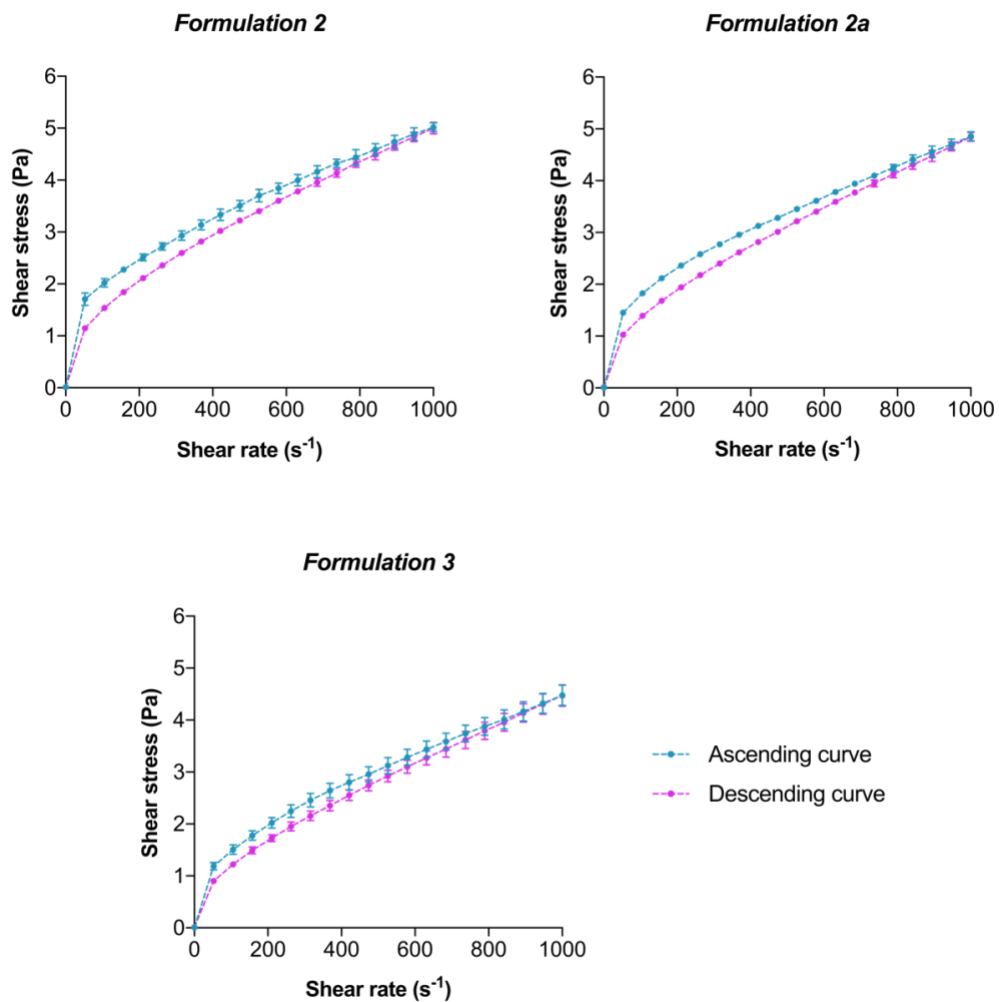 Formulation 2
Formulation 2a
Shear stress (Pa)
6
5
4
3
2
1
0
0 200 400 600 800 1000
Shear rate (s⁻¹)
Shear stress (Pa)
6
5
4
3
2
1
0
0 200 400 600 800 1000
Shear rate (s⁻¹)
Formulation 3
Shear stress (Pa)
6
5
4
3
2
1
0
0 200 400 600 800 1000
Shear rate (s⁻¹)
Ascending curve
Descending curve